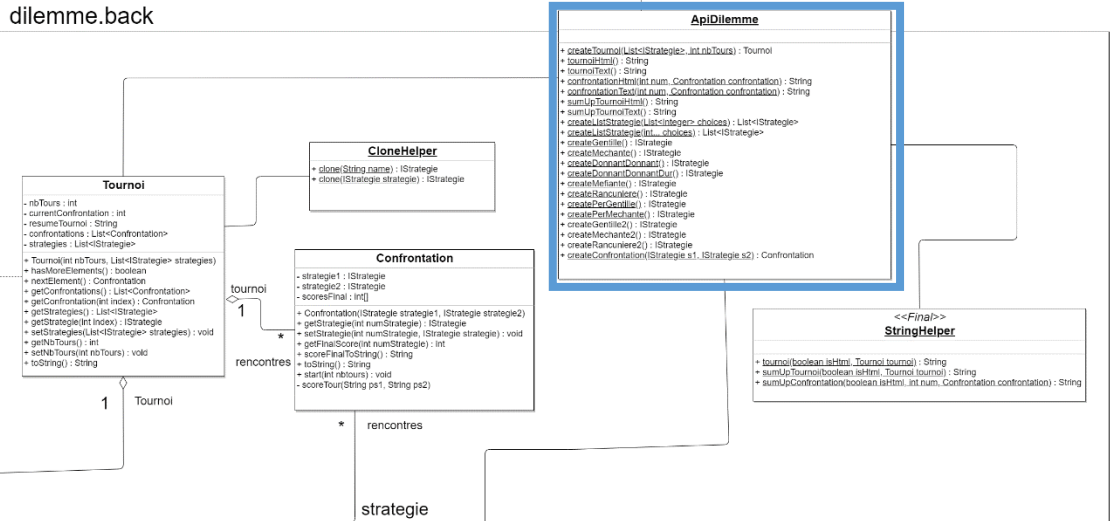 dilemme.back
ApiDilemme
+ createTournoi(List<IStrategie>, int nbTours) : Tournoi
+ tournoiHtml() : String
+ tournoiText() : String
+ confrontationHtml(int num, Confrontation confrontation) : String
+ confrontationText(int num, Confrontation confrontation) : String
+ sumUpTournoiHtml() : String
+ sumUpTournoiText() : String
+ createListStrategie(List<Integer> choices) : List<IStrategie>
+ createListStrategie(int... choices) : List<IStrategie>
+ createGentille() : IStrategie
+ createMechante() : IStrategie
+ createDonnantDonnant() : IStrategie
+ createDonnantDonnantDur() : IStrategie
+ createMefiante() : IStrategie
+ createRancuniere() : IStrategie
+ createPerGentille() : IStrategie
+ createPerMechante() : IStrategie
+ createGentille2() : IStrategie
+ createMechante2() : IStrategie
+ createRancuniere2() : IStrategie
+ createConfrontation(IStrategie s1, IStrategie s2) : Confrontation
CloneHelper
+ clone(String name) : IStrategie
+ clone(IStrategie strategie) : IStrategie
Tournoi
- nbTours : int
- currentConfrontation : int
- resumeTournoi : String
- confrontations : List<Confrontation>
- strategies : List<IStrategie>
+ Tournoi(int nbTours, List<IStrategie> strategies)
+ hasMoreElements() : boolean
+ nextElement() : Confrontation
+ getConfrontations() : List<Confrontation>
+ getConfrontation(int index) : Confrontation
+ getStrategies() : List<IStrategie>
+ getStrategie(int index) : IStrategie
+ setStrategies(List<IStrategie> strategies) : void
+ getNbTours() : int
+ setNbTours(int nbTours) : void
+ toString() : String
tournoi
1
*
rencontres
Confrontation
- strategie1 : IStrategie
- strategie2 : IStrategie
- scoresFinal : int[]
+ Confrontation(IStrategie strategie1, IStrategie strategie2)
+ getStrategie(int numStrategie) : IStrategie
+ setStrategie(int numStrategie, IStrategie strategie) : void
+ getFinalScore(int numStrategie) : int
+ scoreFinalToString() : String
+ toString() : String
+ start(int nbtours) : void
- scoreTour(String ps1, String ps2)
<<Final>>
StringHelper
+ tournoi(boolean isHtml, Tournoi tournoi) : String
+ sumUpTournoi(boolean isHtml, Tournoi tournoi) : String
+ sumUpConfrontation(boolean isHtml, int num, Confrontation confrontation) : String
1
Tournoi
*
rencontres
strategie